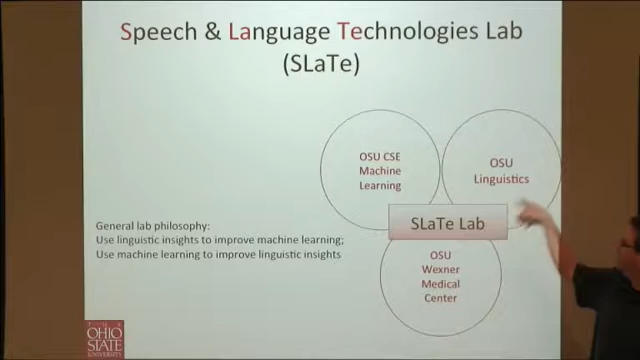 Speech & Language Technologies Lab
(SLaTe)
OSU CSE
Machine
Learning
OSU
Linguistics
SLaTe Lab
General lab philosophy:
Use linguistic insights to improve machine learning;
Use machine learning to improve linguistic insights
OSU
Wexner
Medical
Center
THE
OHIO
STATE
UNIVERSITY